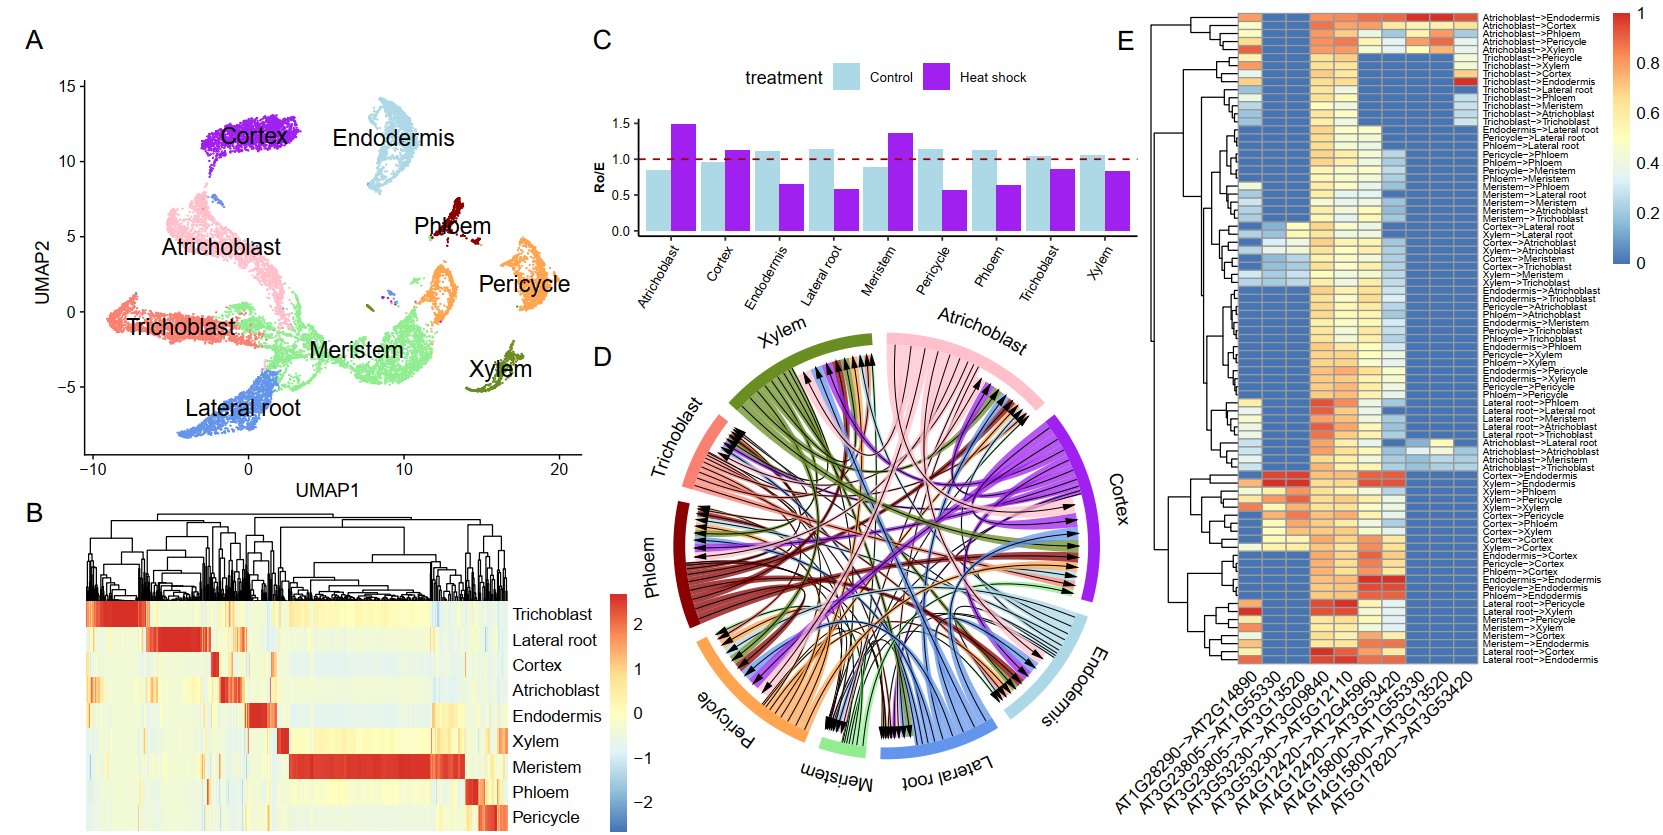 A
15
10
5
0
−5
−10
0
10
20
UMAP2
UMAP1
Cortex
Endodermis
Phloem
Atrichoblast
Pericycle
Trichoblast
Meristem
Xylem
Lateral root
B
Trichoblast
Lateral root
Cortex
Atrichoblast
Endodermis
Xylem
Meristem
Phloem
Pericycle
2
1
0
−1
−2
C
treatment
Control
Heat shock
Ro/E
1.5
1.0
0.5
0.0
Atrichoblast
Cortex
Endodermis
Lateral root
Meristem
Pericycle
Phloem
Trichoblast
Xylem
D
Xylem
Atrichoblast
Trichoblast
Cortex
Phloem
Endodermis
Pericycle
Meristem
Lateral root
E
Atrichoblast−>Endodermis
Atrichoblast−>Cortex
Atrichoblast−>Phloem
Atrichoblast−>Pericycle
Atrichoblast−>Xylem
Trichoblast−>Pericycle
Trichoblast−>Xylem
Trichoblast−>Cortex
Trichoblast−>Endodermis
Trichoblast−>Lateral root
Trichoblast−>Phloem
Trichoblast−>Meristem
Trichoblast−>Atrichoblast
Trichoblast−>Trichoblast
Endodermis−>Lateral root
Pericycle−>Lateral root
Phloem−>Lateral root
Pericycle−>Phloem
Phloem−>Phloem
Pericycle−>Meristem
Phloem−>Meristem
Meristem−>Phloem
Meristem−>Lateral root
Meristem−>Meristem
Meristem−>Atrichoblast
Meristem−>Trichoblast
Cortex−>Lateral root
Xylem−>Lateral root
Cortex−>Atrichoblast
Xylem−>Atrichoblast
Cortex−>Meristem
Cortex−>Trichoblast
Xylem−>Meristem
Xylem−>Trichoblast
Endodermis−>Atrichoblast
Endodermis−>Trichoblast
Pericycle−>Atrichoblast
Phloem−>Atrichoblast
Endodermis−>Meristem
Pericycle−>Trichoblast
Phloem−>Trichoblast
Endodermis−>Phloem
Pericycle−>Xylem
Phloem−>Xylem
Endodermis−>Pericycle
Endodermis−>Xylem
Pericycle−>Pericycle
Phloem−>Pericycle
Lateral root−>Phloem
Lateral root−>Lateral root
Lateral root−>Meristem
Lateral root−>Atrichoblast
Lateral root−>Trichoblast
Atrichoblast−>Lateral root
Atrichoblast−>Atrichoblast
Atrichoblast−>Meristem
Atrichoblast−>Trichoblast
Cortex−>Endodermis
Xylem−>Endodermis
Xylem−>Phloem
Xylem−>Pericycle
Xylem−>Xylem
Cortex−>Pericycle
Cortex−>Phloem
Cortex−>Xylem
Cortex−>Cortex
Xylem−>Cortex
Endodermis−>Cortex
Pericycle−>Cortex
Phloem−>Cortex
Endodermis−>Endodermis
Pericycle−>Endodermis
Phloem−>Endodermis
Lateral root−>Pericycle
Lateral root−>Xylem
Meristem−>Pericycle
Meristem−>Xylem
Meristem−>Cortex
Meristem−>Endodermis
Lateral root−>Cortex
Lateral root−>Endodermis
AT1G28290−>AT2G14890
AT3G23805−>AT1G55330
AT3G23805−>AT3G13520
AT3G53230−>AT3G09840
AT3G53230−>AT5G12110
AT4G12420−>AT2G45960
AT4G12420−>AT3G53420
AT4G15800−>AT1G55330
AT4G15800−>AT3G13520
AT5G17820−>AT3G53420
1
0.8
0.6
0.4
0.2
0